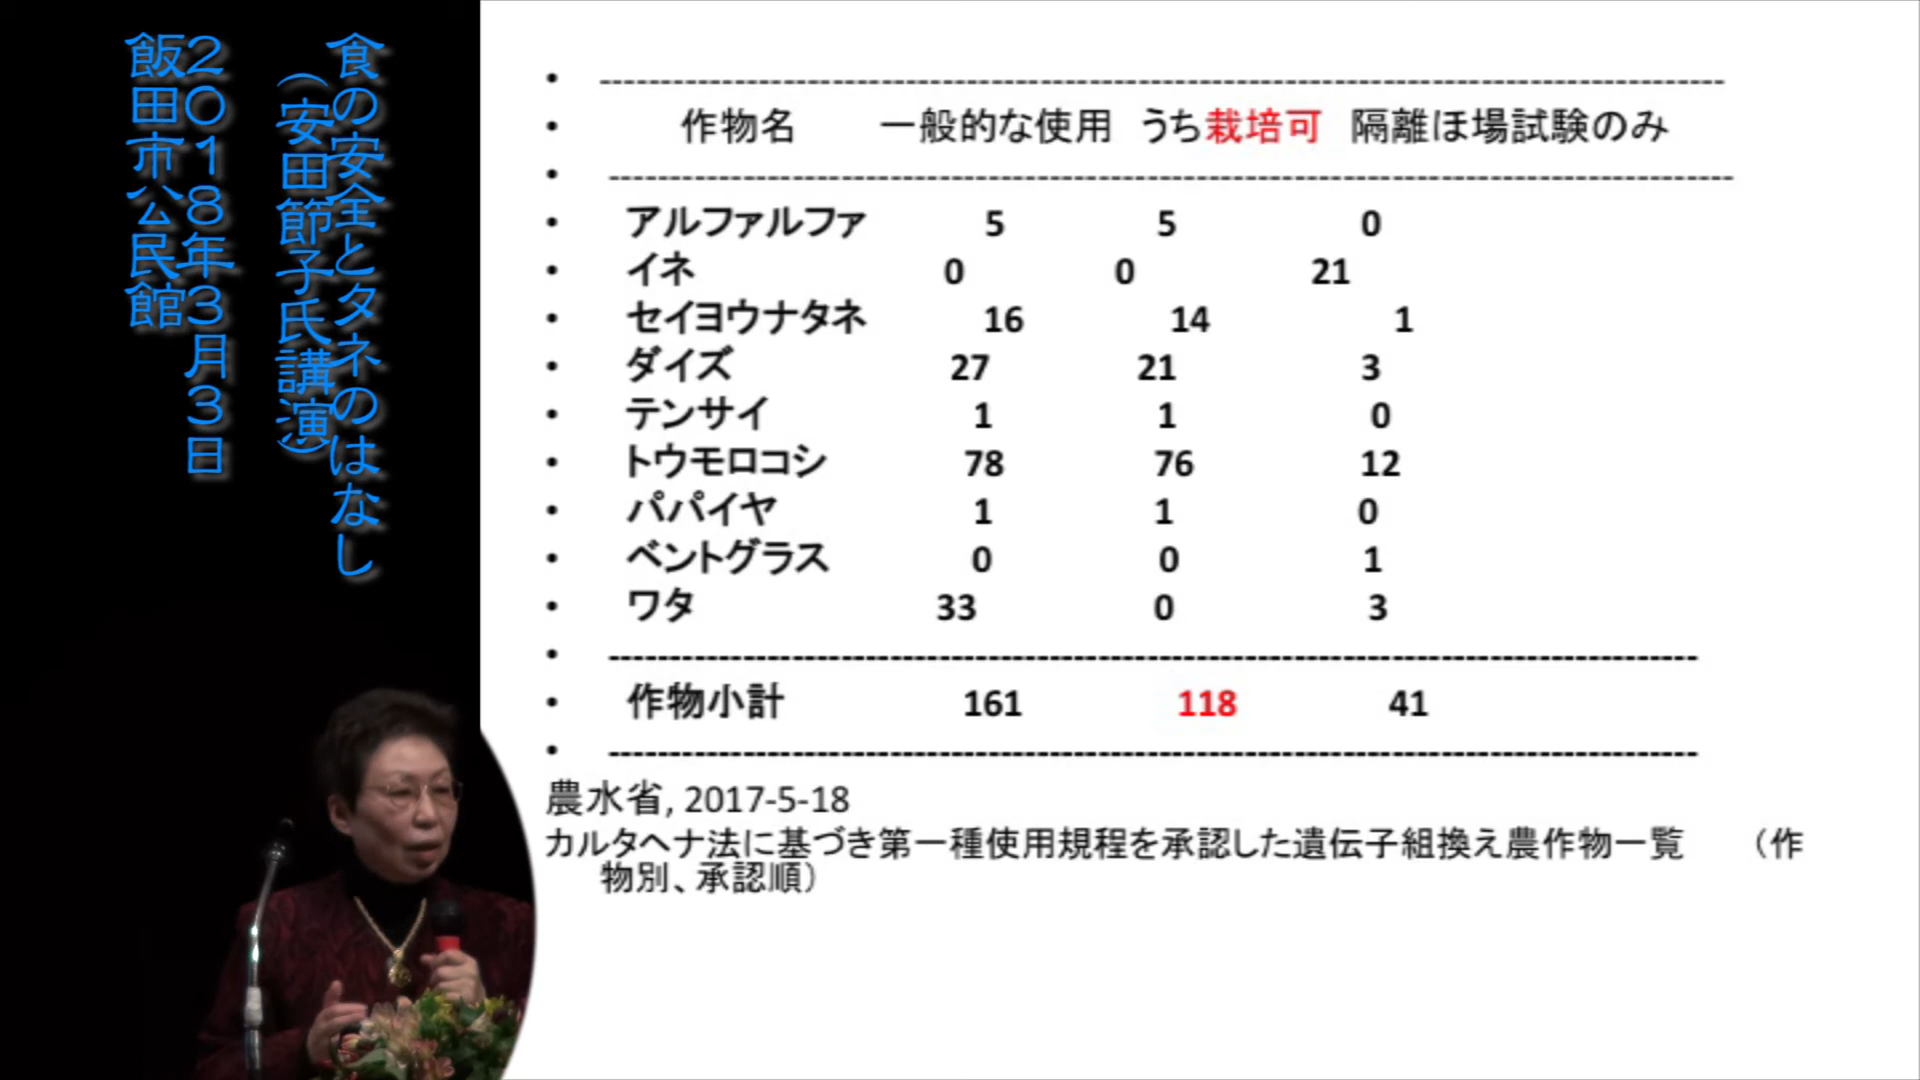 食の安全とタネのはなし
（安田節子氏講演）
２０１８年３月３日
飯田市公民館
• ----------------------------------------------------------------------
• 作物名 一般的な使用 うち栽培可 隔離ほ場試験のみ
• ----------------------------------------------------------------------
• アルファルファ 5 5 0
• イネ 0 0 21
• セイヨウナタネ 16 14 1
• ダイズ 27 21 3
• テンサイ 1 1 0
• トウモロコシ 78 76 12
• パパイヤ 1 1 0
• ベントグラス 0 0 1
• ワタ 33 0 3
• ----------------------------------------------------------------------
• 作物小計 161 118 41
• ----------------------------------------------------------------------
農水省, 2017-5-18
カルタヘナ法に基づき第一種使用規程を承認した遺伝子組換え農作物一覧 （作
物別、承認順）